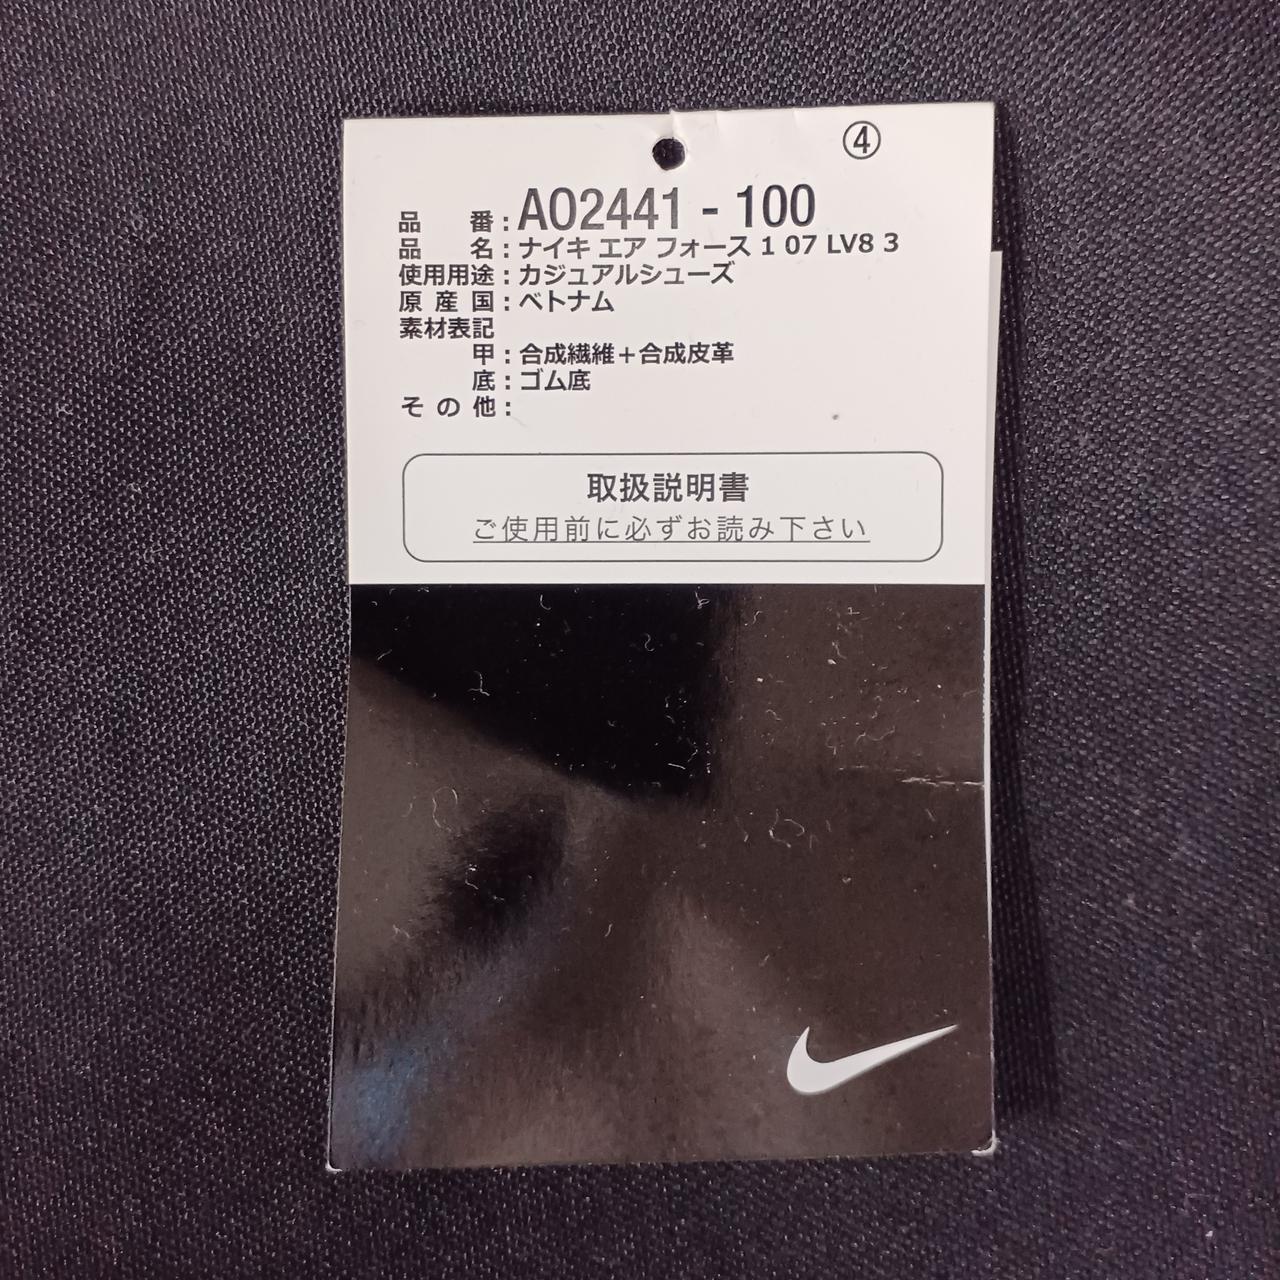 ④
品番:AO2441-100
品名:ナイキ エア フォース 1 07 LV8 3
使用用途:カジュアルシューズ
原産国:ベトナム
素材表記
甲:合成繊維+合成皮革
底:ゴム底
その他:
取扱説明書
ご使用前に必ずお読み下さい